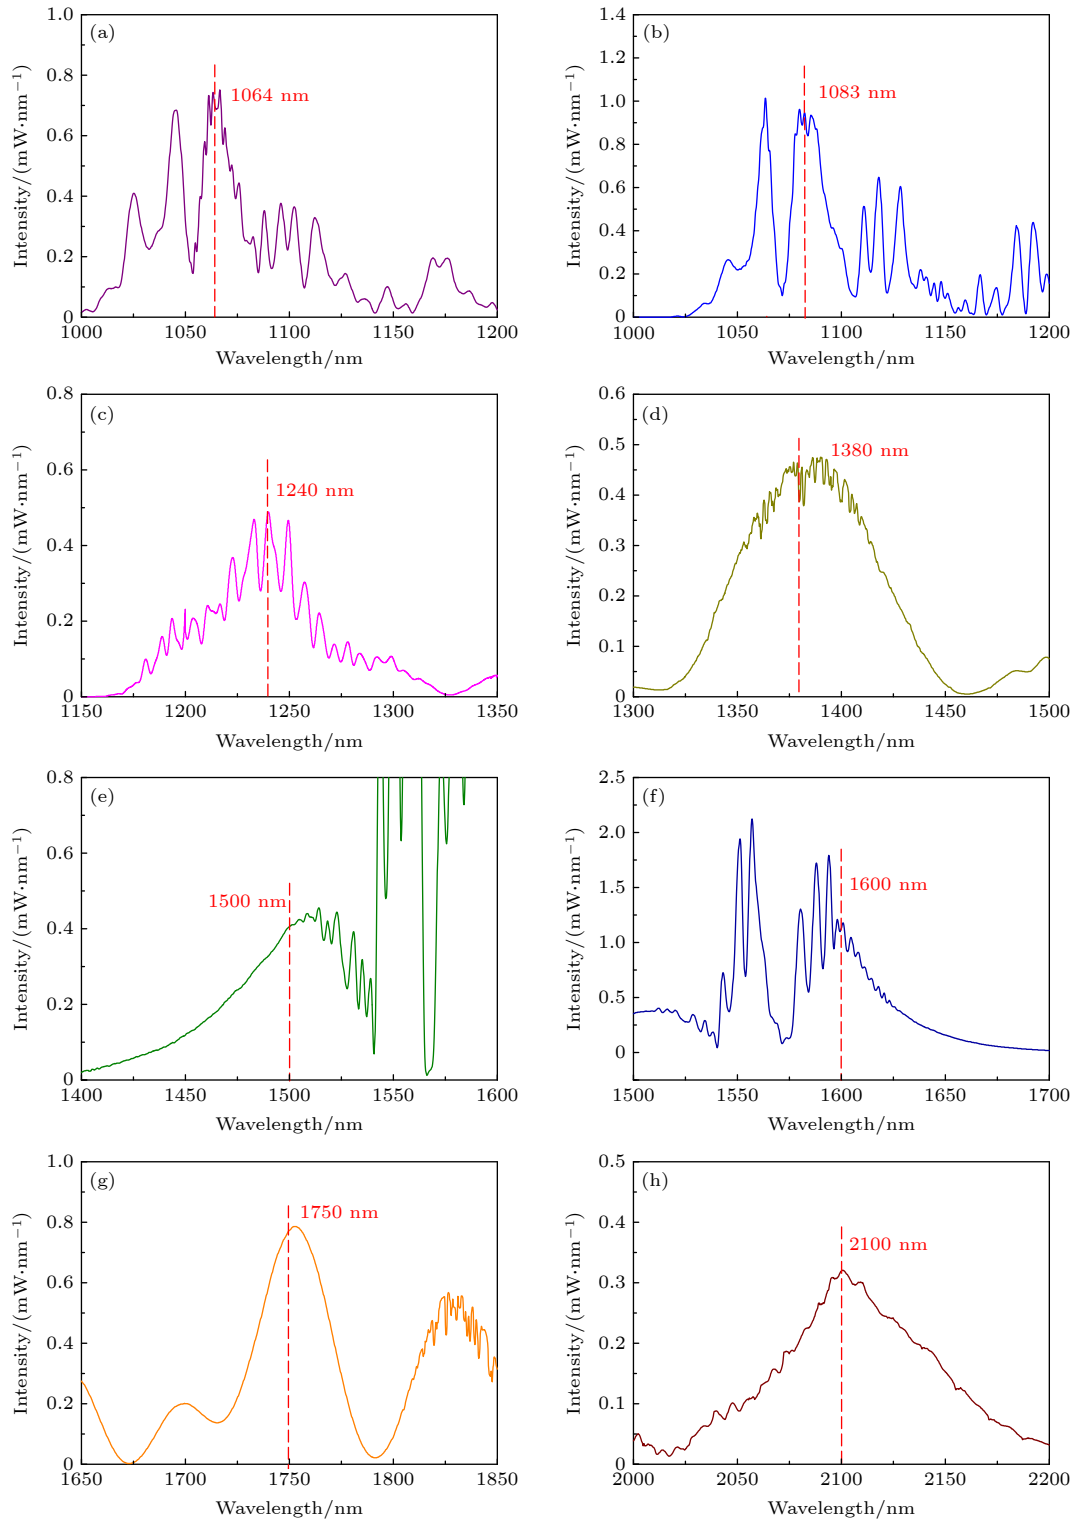 (a)
1064 nm
Intensity/(mW·nm⁻¹)
1.0
0.8
0.6
0.4
0.2
0
1000
1050
1100
1150
1200
Wavelength/nm
(b)
1083 nm
Intensity/(mW·nm⁻¹)
1.4
1.2
1.0
0.8
0.6
0.4
0.2
0
1000
1050
1100
1150
1200
Wavelength/nm
(c)
1240 nm
Intensity/(mW·nm⁻¹)
0.8
0.6
0.4
0.2
0
1150
1200
1250
1300
1350
Wavelength/nm
(d)
1380 nm
Intensity/(mW·nm⁻¹)
0.6
0.5
0.4
0.3
0.2
0.1
0
1300
1350
1400
1450
1500
Wavelength/nm
(e)
1500 nm
Intensity/(mW·nm⁻¹)
0.8
0.6
0.4
0.2
0
1400
1450
1500
1550
1600
Wavelength/nm
(f)
1600 nm
Intensity/(mW·nm⁻¹)
2.5
2.0
1.5
1.0
0.5
0
1500
1550
1600
1650
1700
Wavelength/nm
(g)
1750 nm
Intensity/(mW·nm⁻¹)
1.0
0.8
0.6
0.4
0.2
0
1650
1700
1750
1800
1850
Wavelength/nm
(h)
2100 nm
Intensity/(mW·nm⁻¹)
0.5
0.4
0.3
0.2
0.1
0
2000
2050
2100
2150
2200
Wavelength/nm